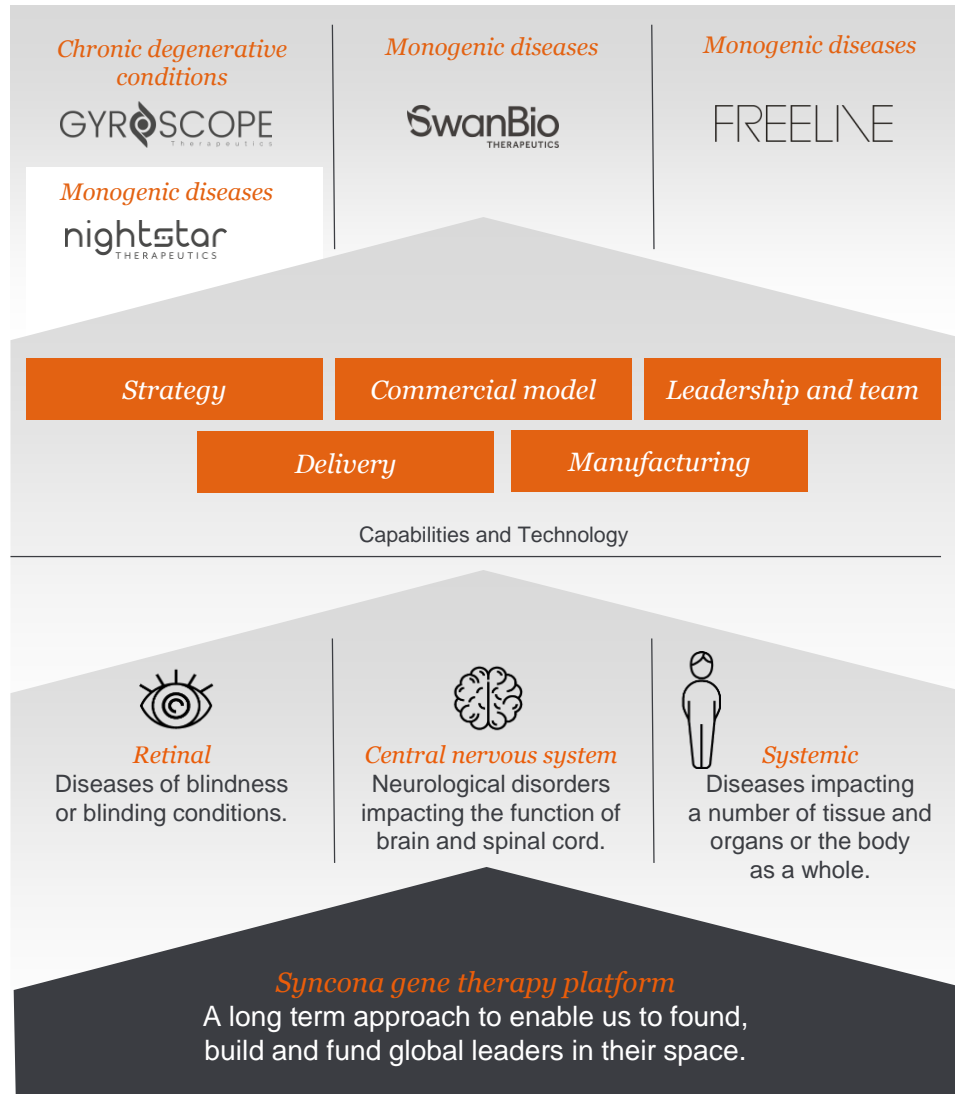 Chronic degenerative
conditions
GYROSCOPE
Therapeutics
Monogenic diseases
nightstar
THERAPEUTICS
Monogenic diseases
SwanBio
THERAPEUTICS
Monogenic diseases
FREELINE
Strategy
Commercial model
Leadership and team
Delivery
Manufacturing
Capabilities and Technology
Retinal
Diseases of blindness
or blinding conditions.
Central nervous system
Neurological disorders
impacting the function of
brain and spinal cord.
Systemic
Diseases impacting
a number of tissue and
organs or the body
as a whole.
Syncona gene therapy platform
A long term approach to enable us to found,
build and fund global leaders in their space.